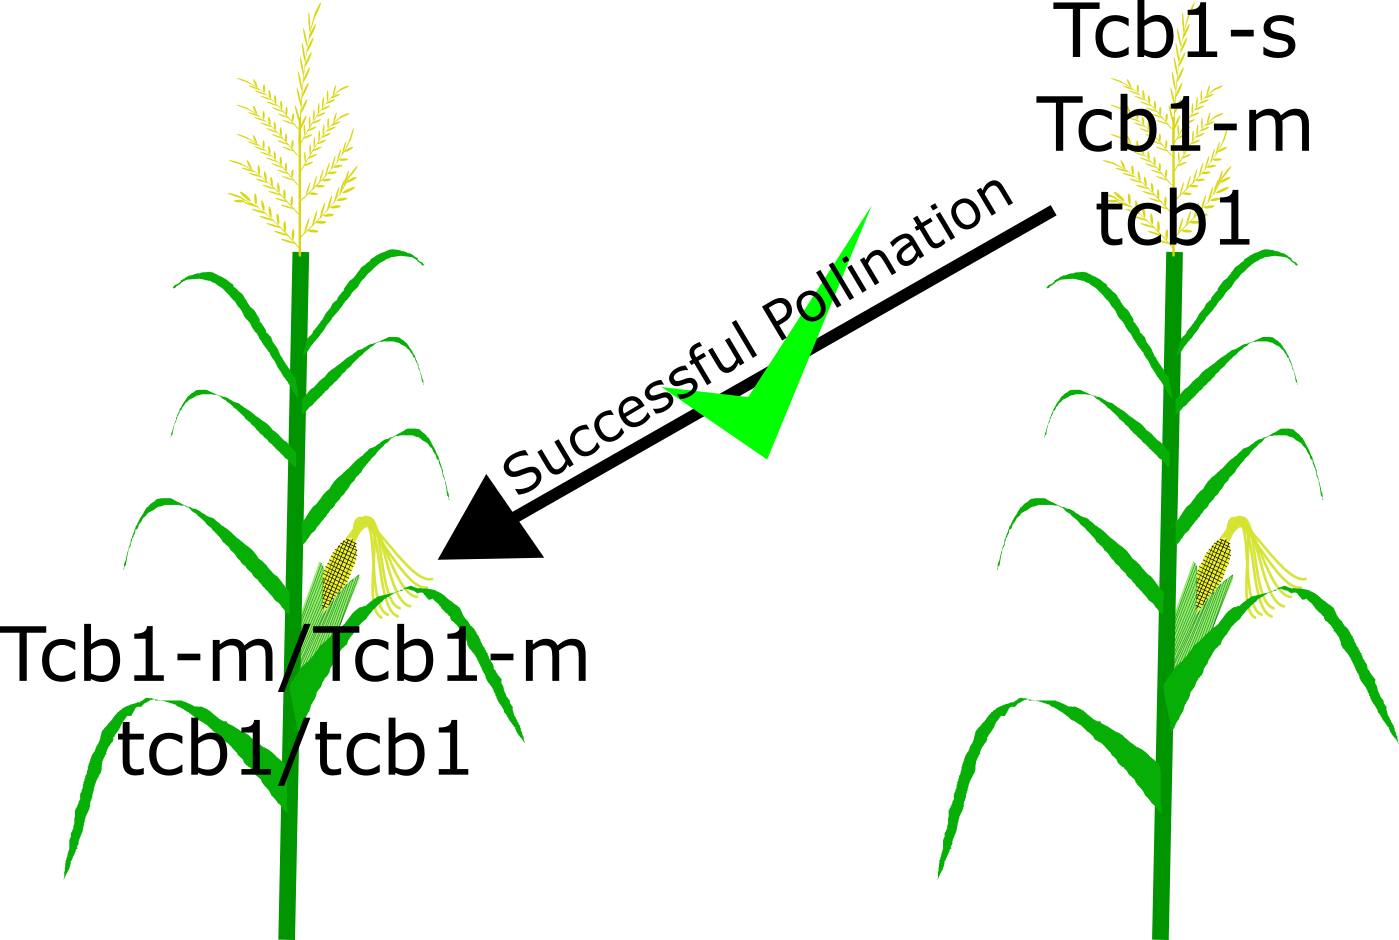 Tcb1-s
Tcb1-m
tcb1
Successful Pollination
Tcb1-m/Tcb1-m
tcb1/tcb1